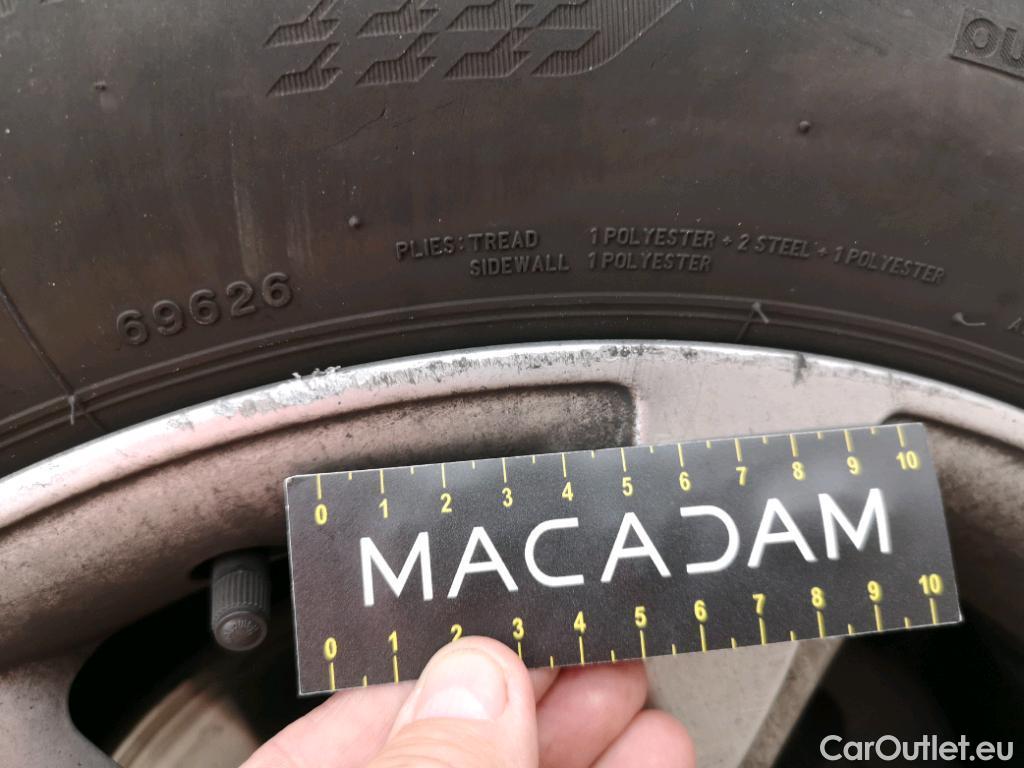 OU
PLIES: TREAD 1 POLYESTER + 2 STEEL + 1 POLYESTER
SIDEWALL 1 POLYESTER
69626
A
0 1 2 3 4 5 6 7 8 9 10
MACADAM
0 1 2 3 4 5 6 7 8 9 10
CarOutlet.eu